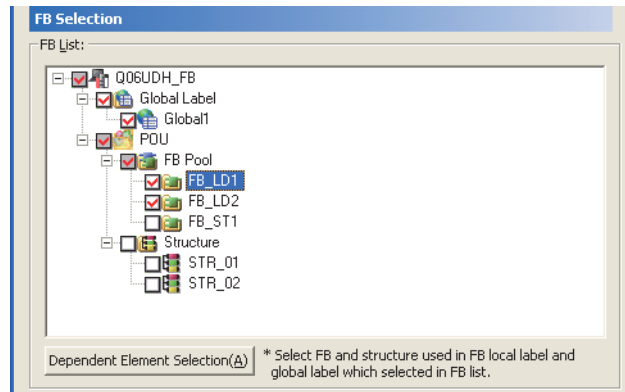 FB Selection
FB List:
Q06UDH_FB
Global Label
Global1
POU
FB Pool
FB_LD1
FB_LD2
FB_ST1
Structure
STR_01
STR_02
Dependent Element Selection(A)
* Select FB and structure used in FB local label and
global label which selected in FB list.